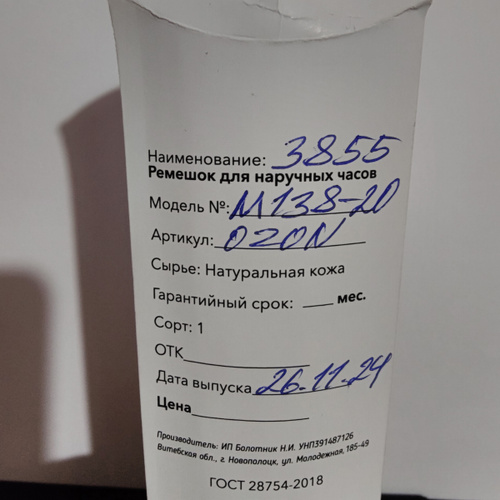 Наименование: 3855
Ремешок для наручных часов
Модель №: М138-20
Артикул: OZON
Сырье: Натуральная кожа
Гарантийный срок: ____ мес.
Сорт: 1
ОТК
Дата выпуска 26.11.24
Цена
Производитель: ИП Болотник Н.И. УНП391487126
Витебская обл., г. Новополоцк, ул. Молодежная, 185-49
ГОСТ 28754-2018